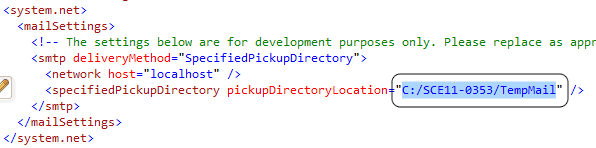 <system.net>
<mailSettings>
<!-- The settings below are for development purposes only. Please replace as appr
<smtp deliveryMethod="SpecifiedPickupDirectory">
<network host="localhost" />
<specifiedPickupDirectory pickupDirectoryLocation="C:/SCE11-0353/TempMail" />
</smtp>
</mailSettings>
</system.net>